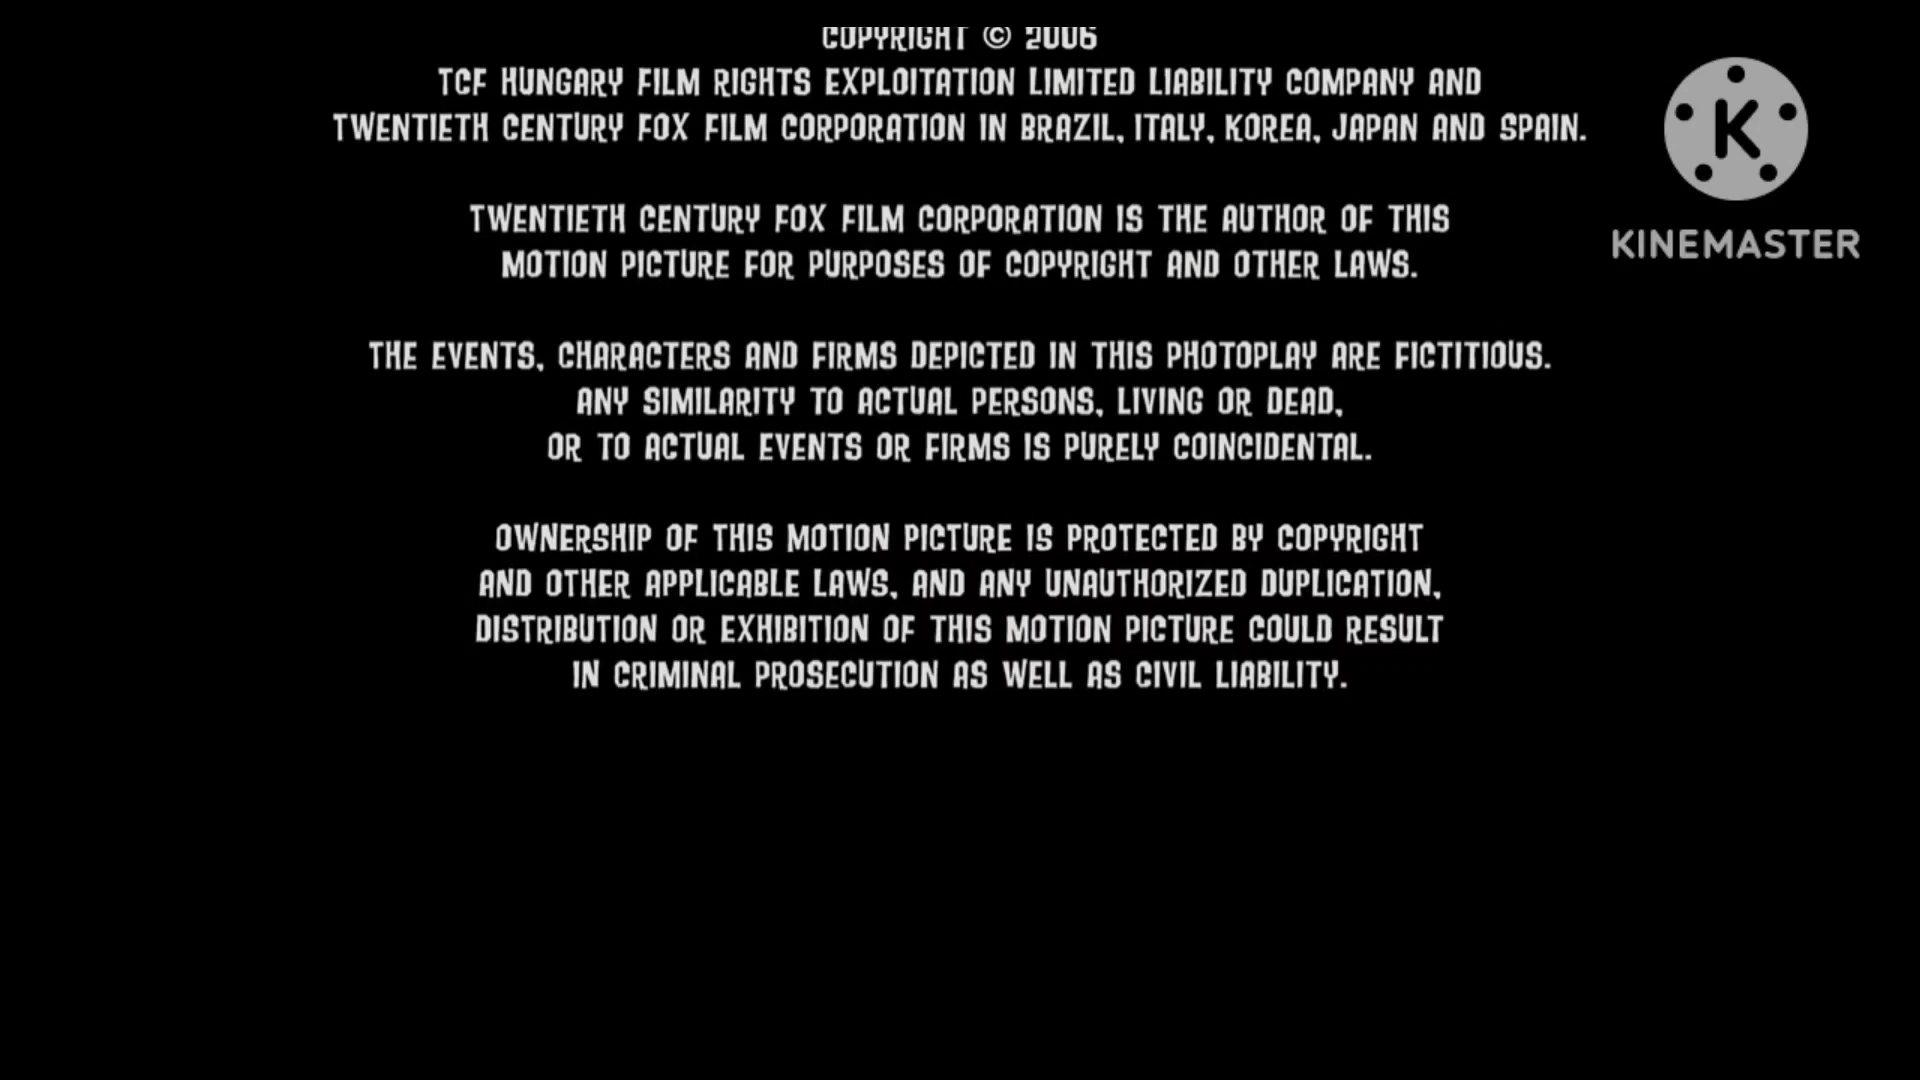 COPYRIGHT © 2006
TCF HUNGARY FILM RIGHTS EXPLOITATION LIMITED LIABILITY COMPANY AND
TWENTIETH CENTURY FOX FILM CORPORATION IN BRAZIL, ITALY, KOREA, JAPAN AND SPAIN.
TWENTIETH CENTURY FOX FILM CORPORATION IS THE AUTHOR OF THIS
MOTION PICTURE FOR PURPOSES OF COPYRIGHT AND OTHER LAWS.
THE EVENTS, CHARACTERS AND FIRMS DEPICTED IN THIS PHOTOPLAY ARE FICTITIOUS.
ANY SIMILARITY TO ACTUAL PERSONS, LIVING OR DEAD,
OR TO ACTUAL EVENTS OR FIRMS IS PURELY COINCIDENTAL.
OWNERSHIP OF THIS MOTION PICTURE IS PROTECTED BY COPYRIGHT
AND OTHER APPLICABLE LAWS, AND ANY UNAUTHORIZED DUPLICATION,
DISTRIBUTION OR EXHIBITION OF THIS MOTION PICTURE COULD RESULT
IN CRIMINAL PROSECUTION AS WELL AS CIVIL LIABILITY.
K
KINEMASTER